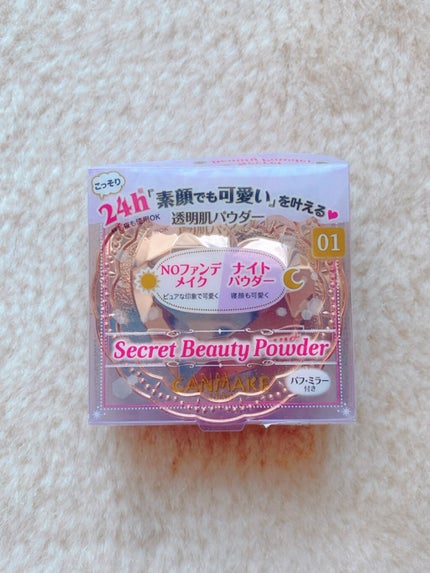 こっそり
24h「素顔でも可愛い」を叶える♥
透明肌パウダー
01
NOファンデメイク
ピュアな印象で可愛く
ナイトパウダー
寝顔も可愛く
Secret Beauty Powder
CANMAKE
パフ・ミラー付き